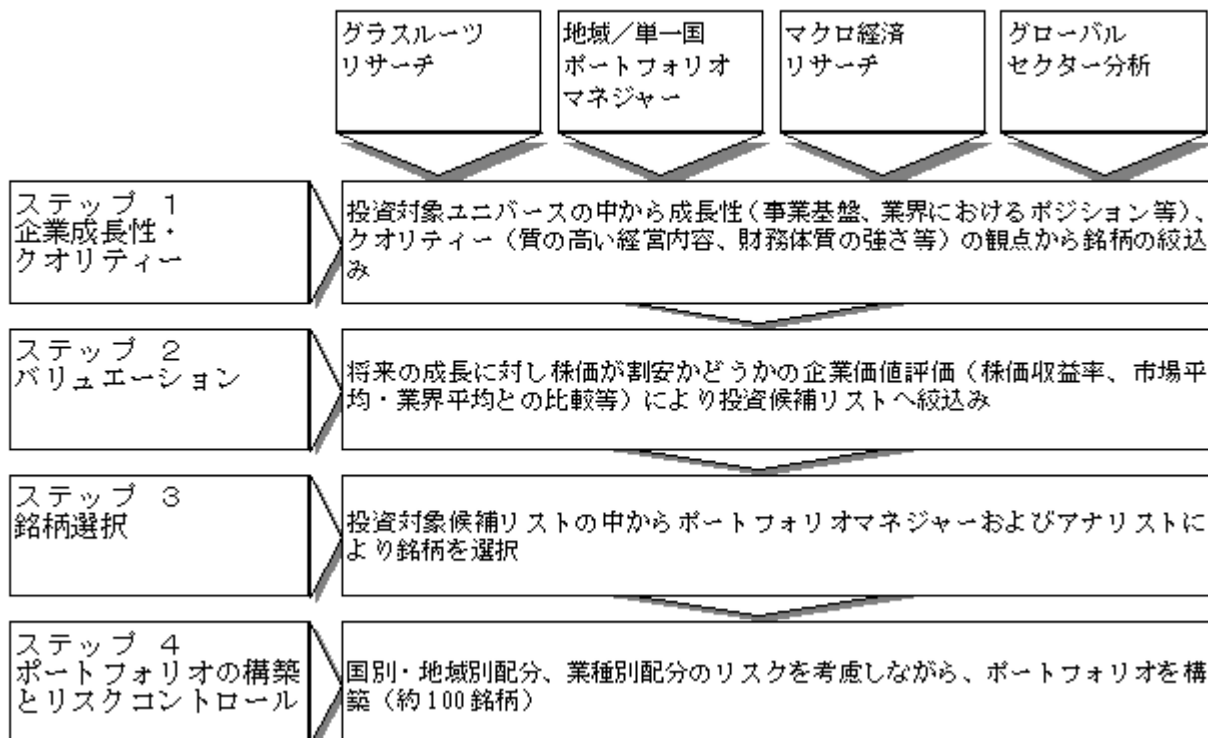 グラスルーツ
リサーチ
地域／単一国
ポートフォリオ
マネジャー
マクロ経済
リサーチ
グローバル
セクター分析
ステップ １
企業成長性・
クオリティー
投資対象ユニバースの中から成長性（事業基盤、業界におけるポジション等）、
クオリティー（質の高い経営内容、財務体質の強さ等）の観点から銘柄の絞込
み
ステップ ２
バリュエーション
将来の成長に対し株価が割安かどうかの企業価値評価（株価収益率、市場平
均・業界平均との比較等）により投資候補リストへ絞込み
ステップ ３
銘柄選択
投資対象候補リストの中からポートフォリオマネジャーおよびアナリストに
より銘柄を選択
ステップ ４
ポートフォリオの構築
とリスクコントロール
国別・地域別配分、業種別配分のリスクを考慮しながら、ポートフォリオを構
築（約100銘柄）